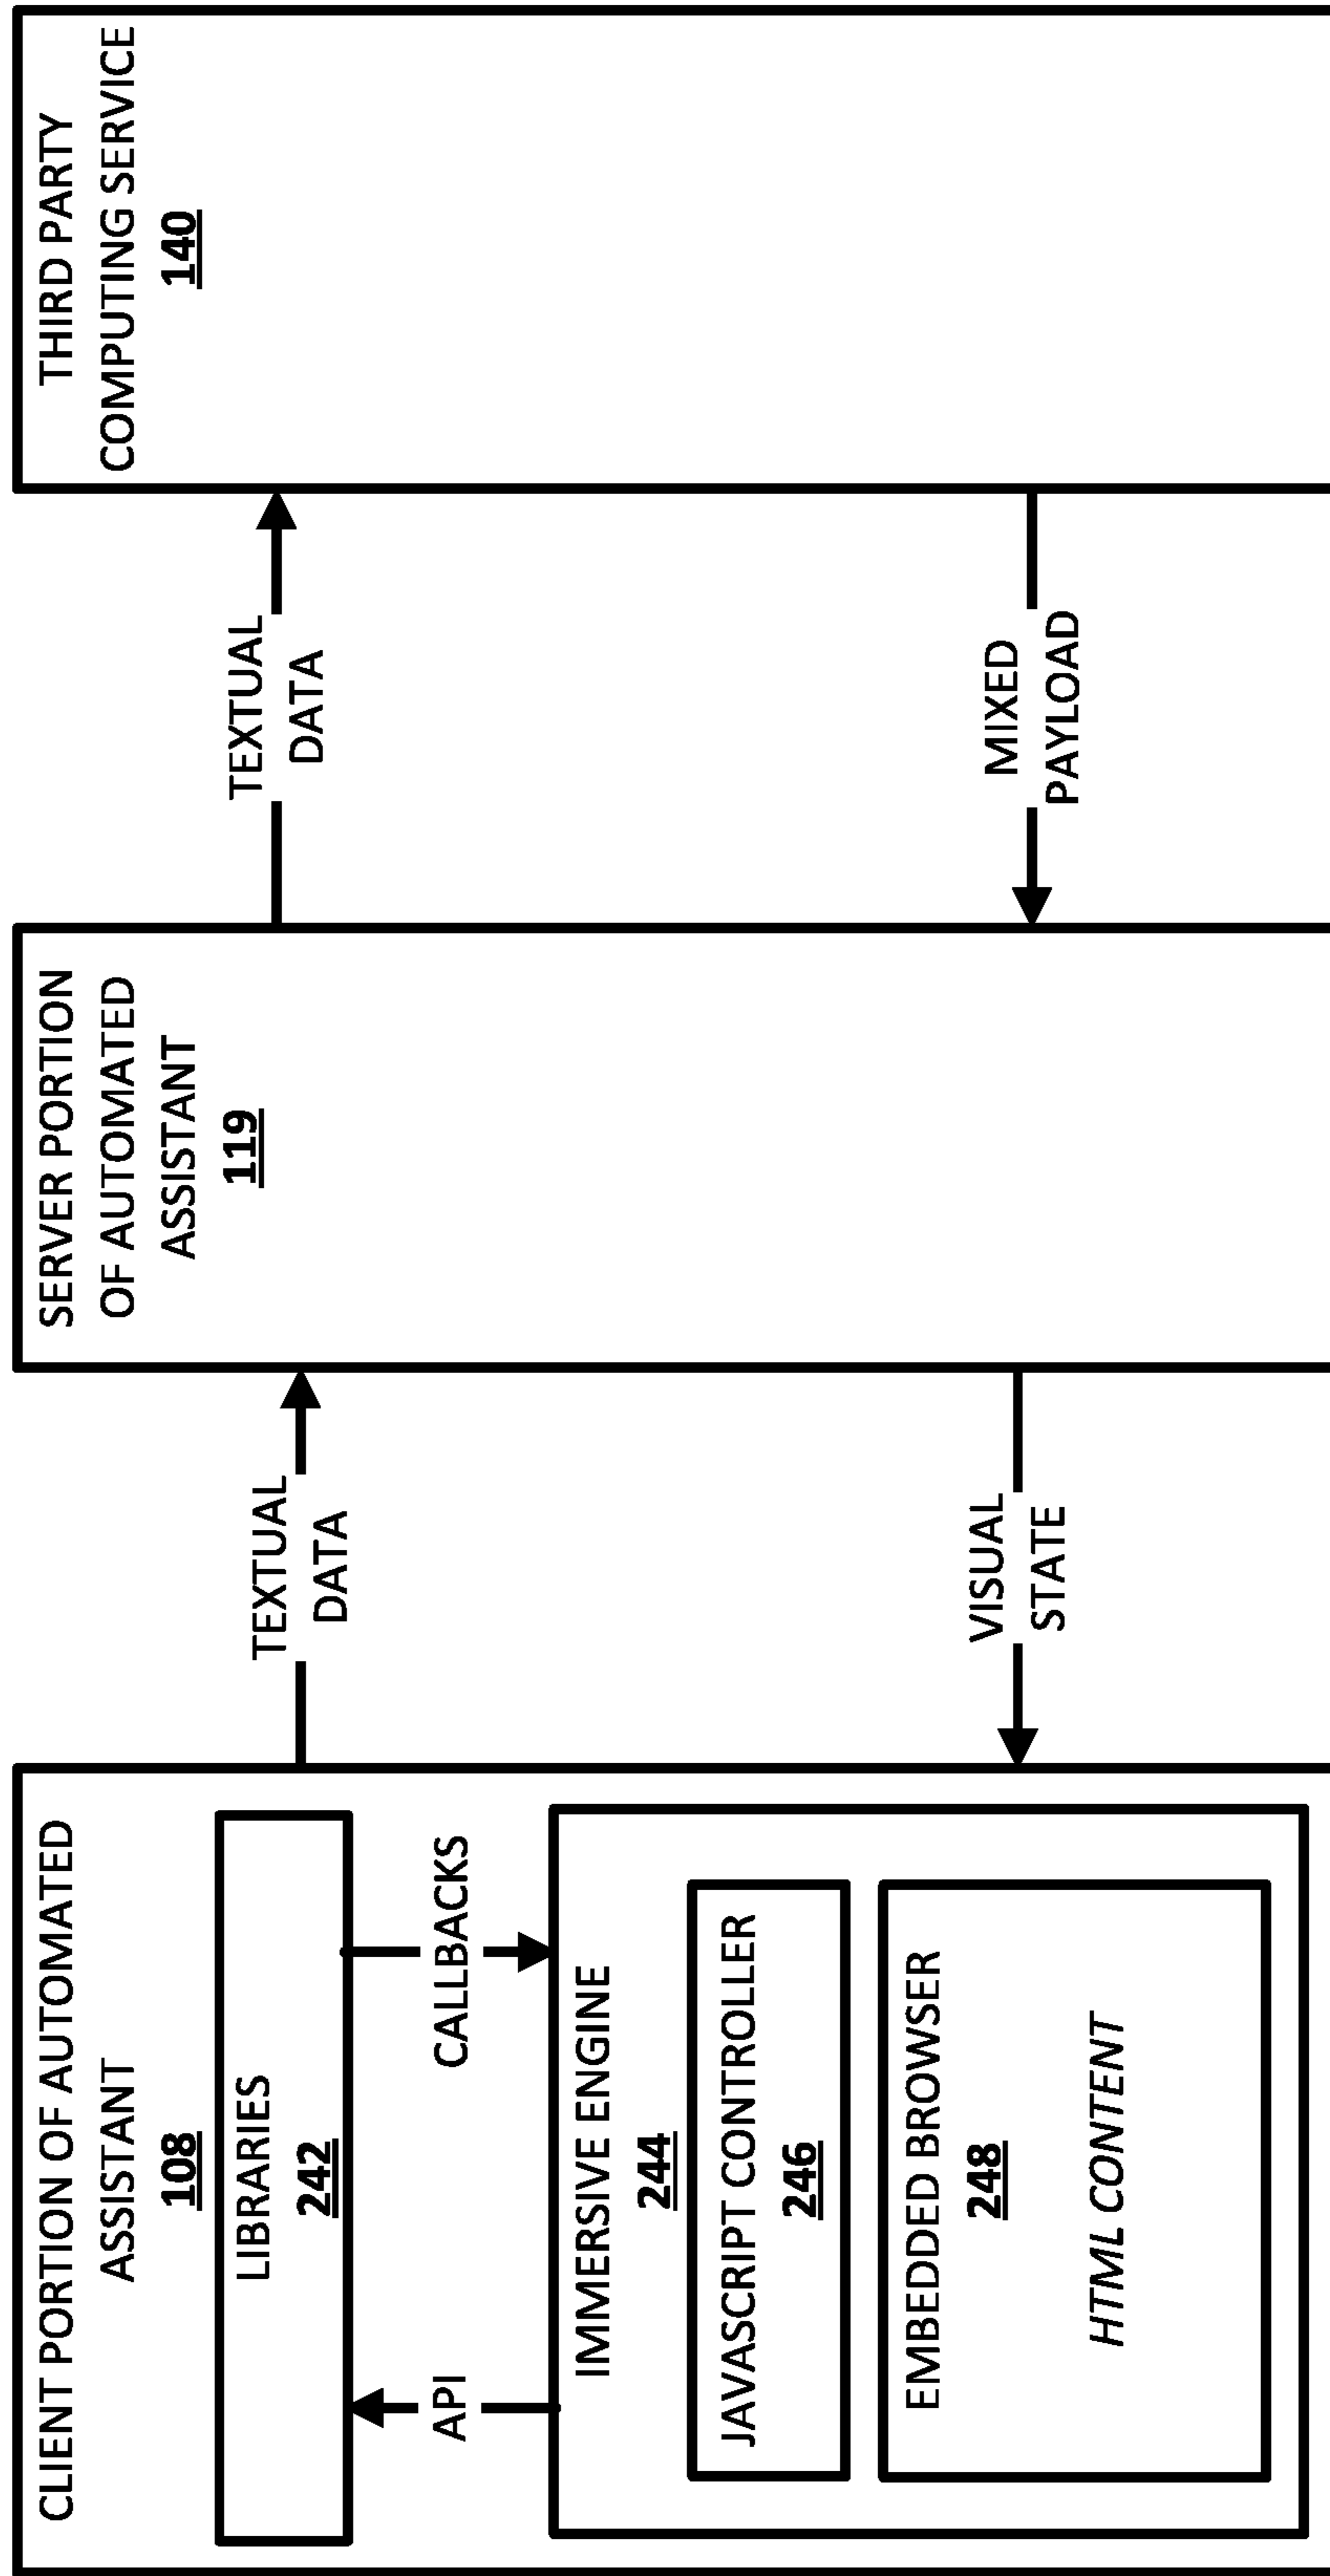 CLIENT PORTION OF AUTOMATED
ASSISTANT
108
LIBRARIES
242
API
CALLBACKS
IMMERSIVE ENGINE
244
JAVASCRIPT CONTROLLER
246
EMBEDDED BROWSER
248
HTML CONTENT
TEXTUAL
DATA
VISUAL
STATE
SERVER PORTION
OF AUTOMATED
ASSISTANT
119
TEXTUAL
DATA
MIXED
PAYLOAD
THIRD PARTY
COMPUTING SERVICE
140